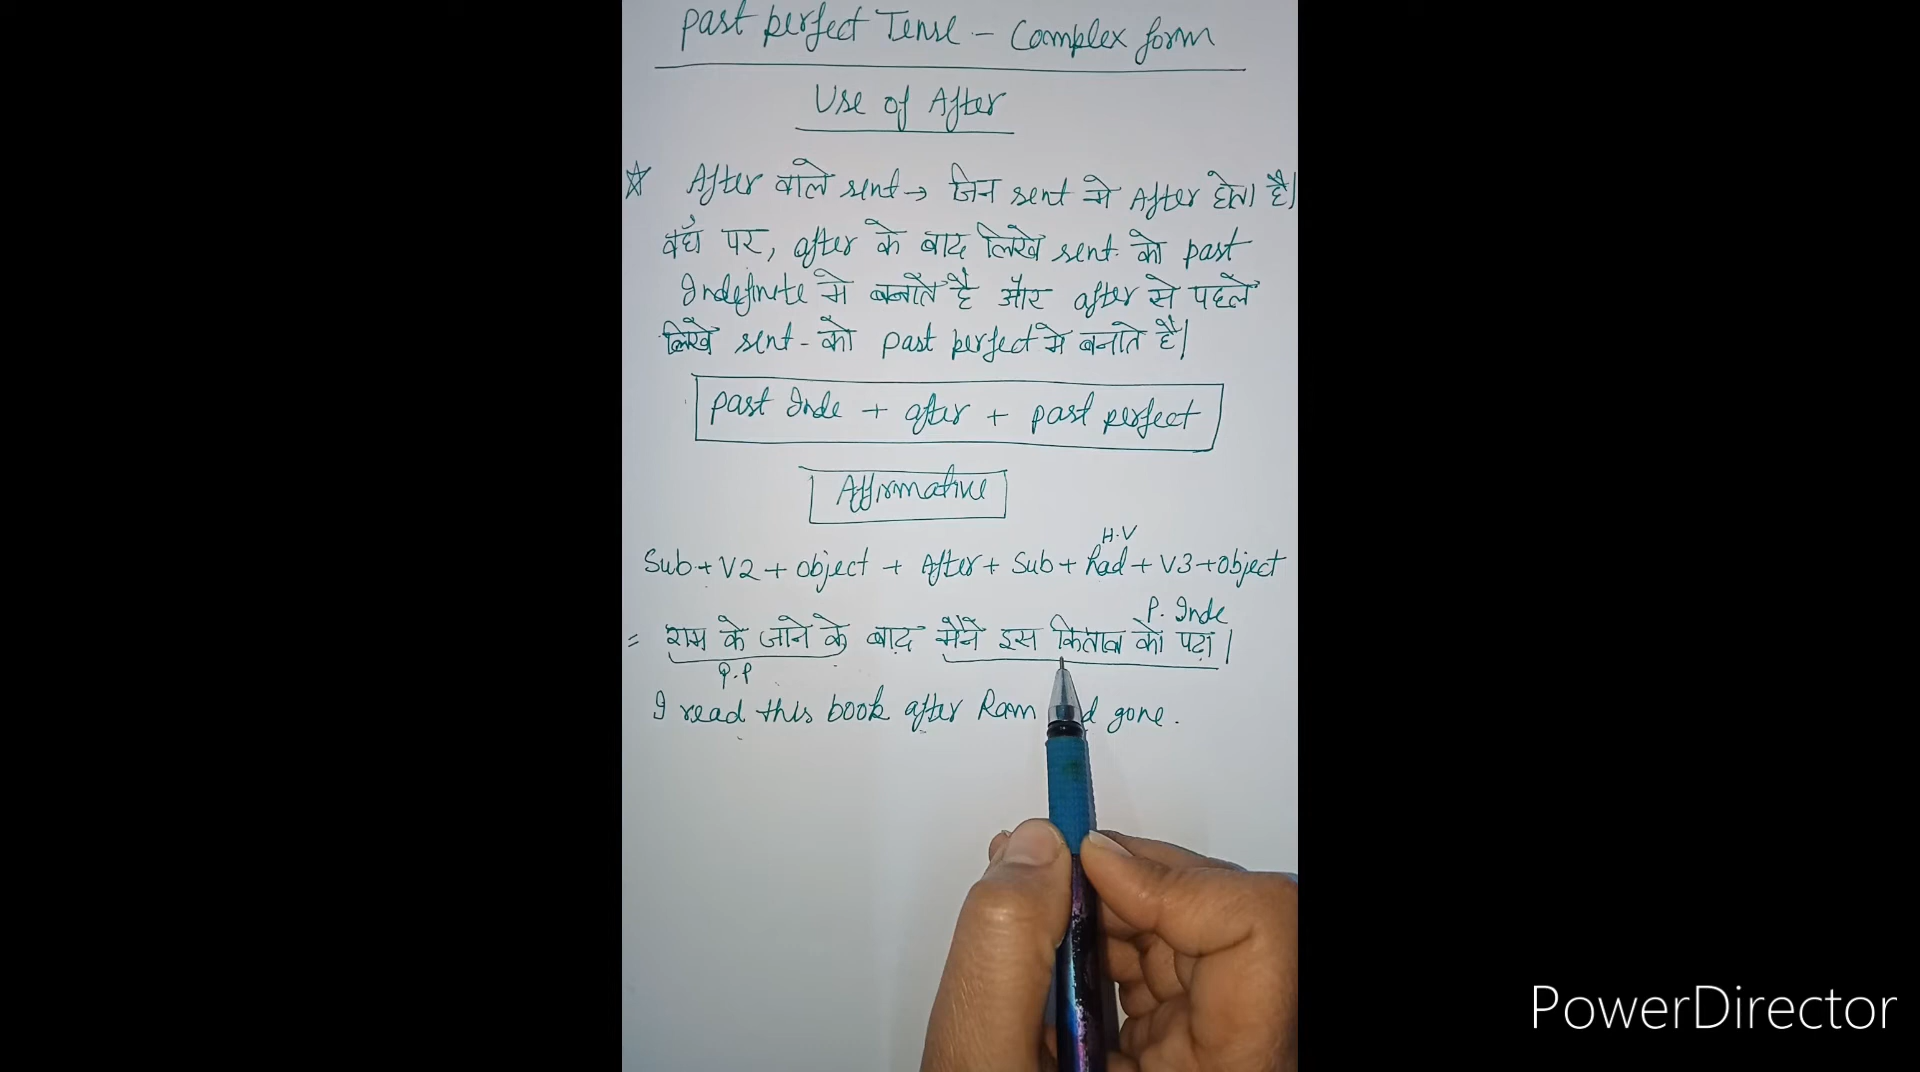 Past perfect Tense - Complex form
Use of After
☆ After वाले sent → जिन sent मे After होता है।
वहाँ पर, after के बाद लिखे sent. को past
Indefinite मे बनाते है और after से पहले
लिखे sent - को past perfect मे बनाते है।
past Inde + after + past perfect
Affirmative
H.V
Sub + V2 + object + After + Sub + had + V3 + object
P. Inde
= राम के जाने के बाद मैने इस किताब को पढ़ा।
P.P
I read this book after Ram gone.
PowerDirector